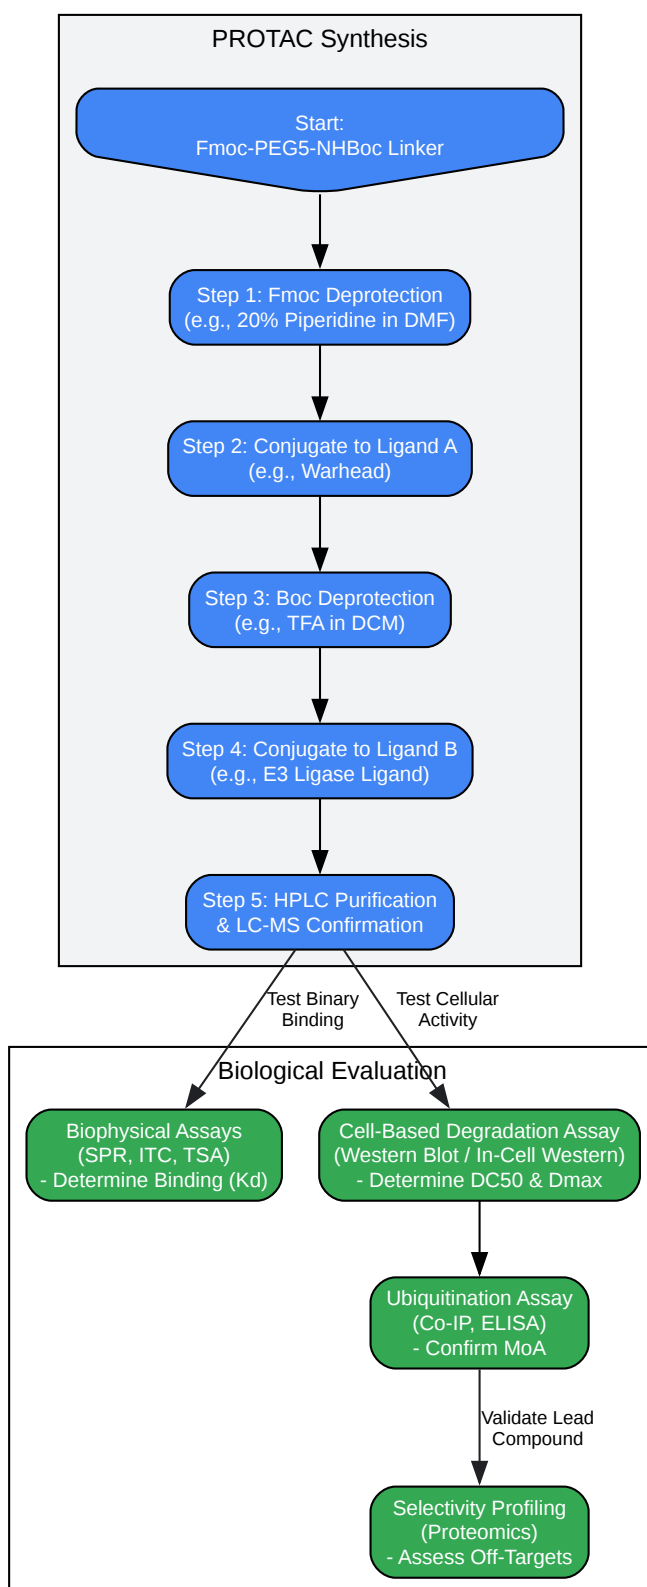 PROTAC Synthesis
Start:
Fmoc-PEG5-NHBoc Linker
Step 1: Fmoc Deprotection
(e.g., 20% Piperidine in DMF)
Step 2: Conjugate to Ligand A
(e.g., Warhead)
Step 3: Boc Deprotection
(e.g., TFA in DCM)
Step 4: Conjugate to Ligand B
(e.g., E3 Ligase Ligand)
Step 5: HPLC Purification
& LC-MS Confirmation
Test Binary
Binding
Test Cellular
Activity
Biological Evaluation
Biophysical Assays
(SPR, ITC, TSA)
- Determine Binding (Kd)
Cell-Based Degradation Assay
(Western Blot / In-Cell Western)
- Determine DC50 & Dmax
Ubiquitination Assay
(Co-IP, ELISA)
- Confirm MoA
Validate Lead
Compound
Selectivity Profiling
(Proteomics)
- Assess Off-Targets